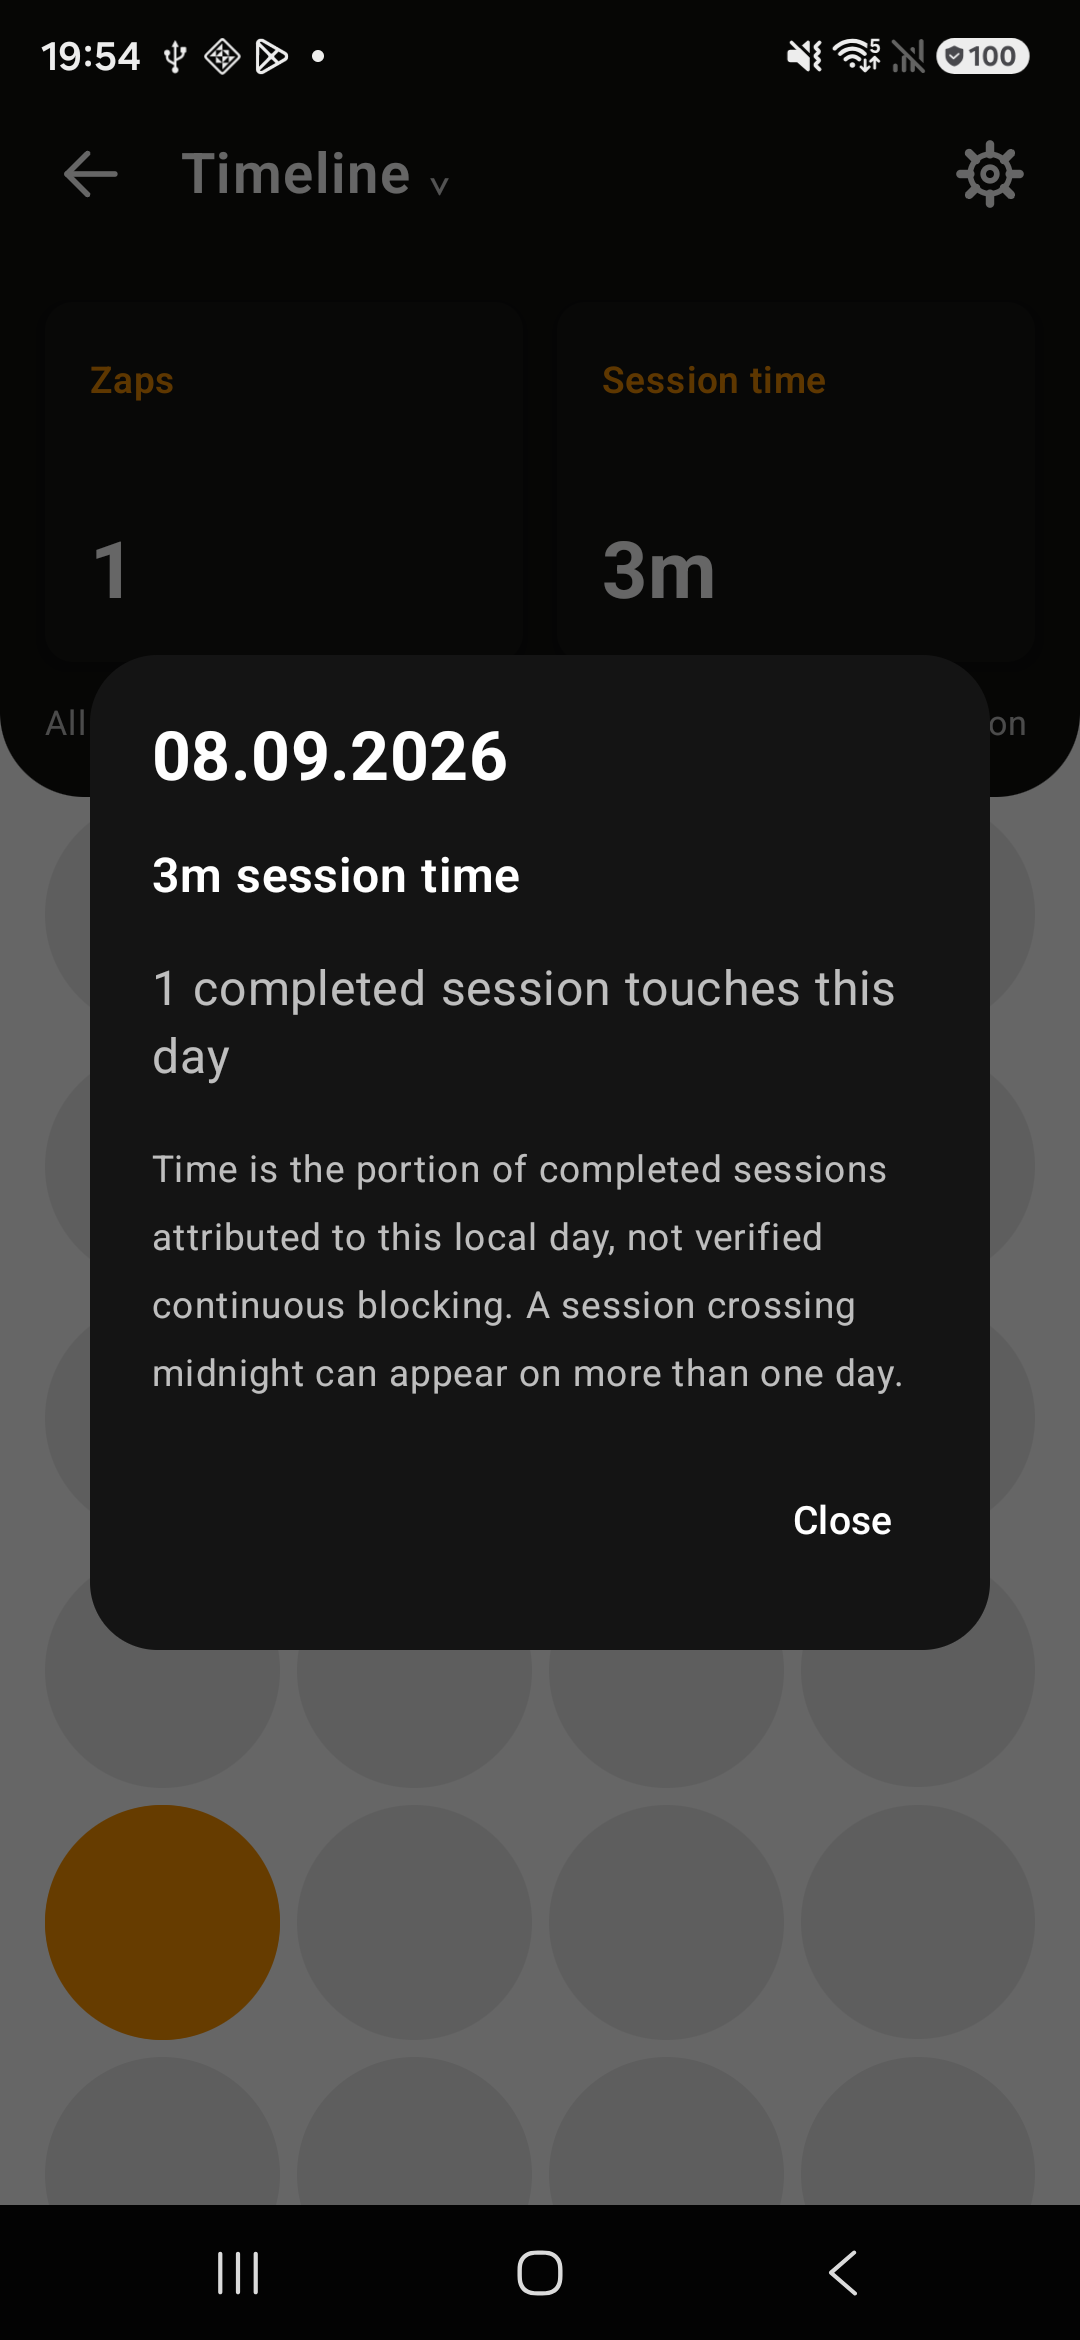 19:54
5
100
Timeline
Zaps
Session time
1
3m
All
on
08.09.2026
3m session time
1 completed session touches this
day
Time is the portion of completed sessions
attributed to this local day, not verified
continuous blocking. A session crossing
midnight can appear on more than one day.
Close